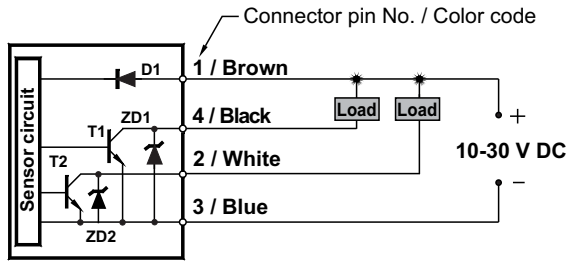 Connector pin No. / Color code
D1
1 / Brown
ZD1
4 / Black
Load
Load
+
T1
10-30 V DC
T2
2 / White
−
3 / Blue
ZD2
Sensor circuit